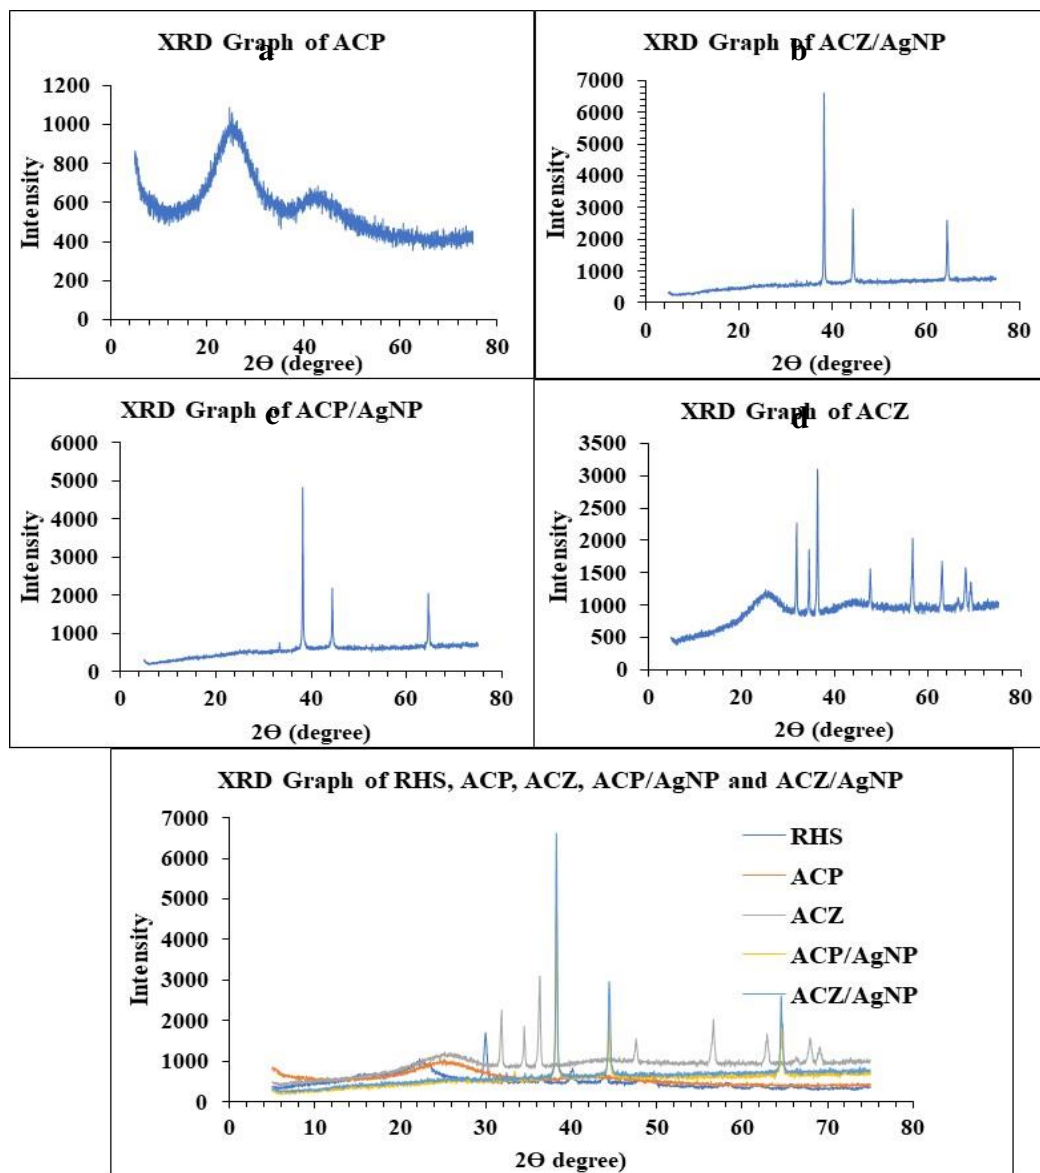 XRD Graph of ACP
a
1200
1000
800
600
400
200
0
Intensity
0 20 40 60 80
2Ө (degree)
XRD Graph of ACZ/AgNP
b
7000
6000
5000
4000
3000
2000
1000
0
Intensity
0 20 40 60 80
2Ө (degree)
XRD Graph of ACP/AgNP
c
6000
5000
4000
3000
2000
1000
0
Intensity
0 20 40 60 80
2Ө (degree)
XRD Graph of ACZ
d
3500
3000
2500
2000
1500
1000
500
0
Intensity
0 20 40 60 80
2Ө (degree)
XRD Graph of RHS, ACP, ACZ, ACP/AgNP and ACZ/AgNP
7000
6000
5000
4000
3000
2000
1000
0
Intensity
0 10 20 30 40 50 60 70 80
2Ө (degree)
RHS
ACP
ACZ
ACP/AgNP
ACZ/AgNP